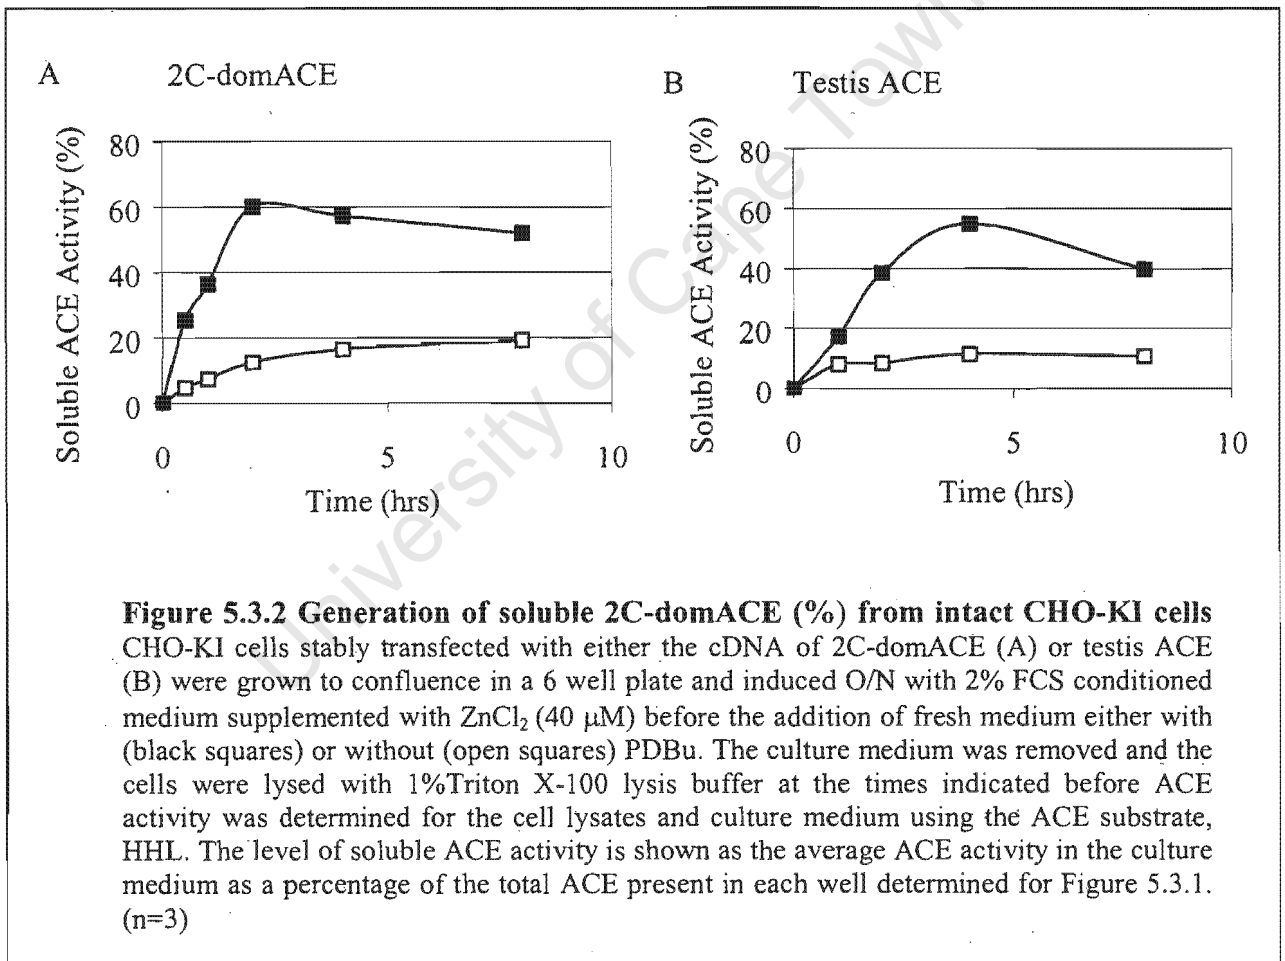 A 2C-domACE
Soluble ACE Activity (%)
80
60
40
20
0
0 5 10
Time (hrs)
B Testis ACE
Soluble ACE Activity (%)
80
60
40
20
0
0 5 10
Time (hrs)
University of Cape Town
Figure 5.3.2 Generation of soluble 2C-domACE (%) from intact CHO-KI cells
CHO-KI cells stably transfected with either the cDNA of 2C-domACE (A) or testis ACE
(B) were grown to confluence in a 6 well plate and induced O/N with 2% FCS conditioned
medium supplemented with ZnCl₂ (40 µM) before the addition of fresh medium either with
(black squares) or without (open squares) PDBu. The culture medium was removed and the
cells were lysed with 1%Triton X-100 lysis buffer at the times indicated before ACE
activity was determined for the cell lysates and culture medium using the ACE substrate,
HHL. The level of soluble ACE activity is shown as the average ACE activity in the culture
medium as a percentage of the total ACE present in each well determined for Figure 5.3.1.
(n=3)